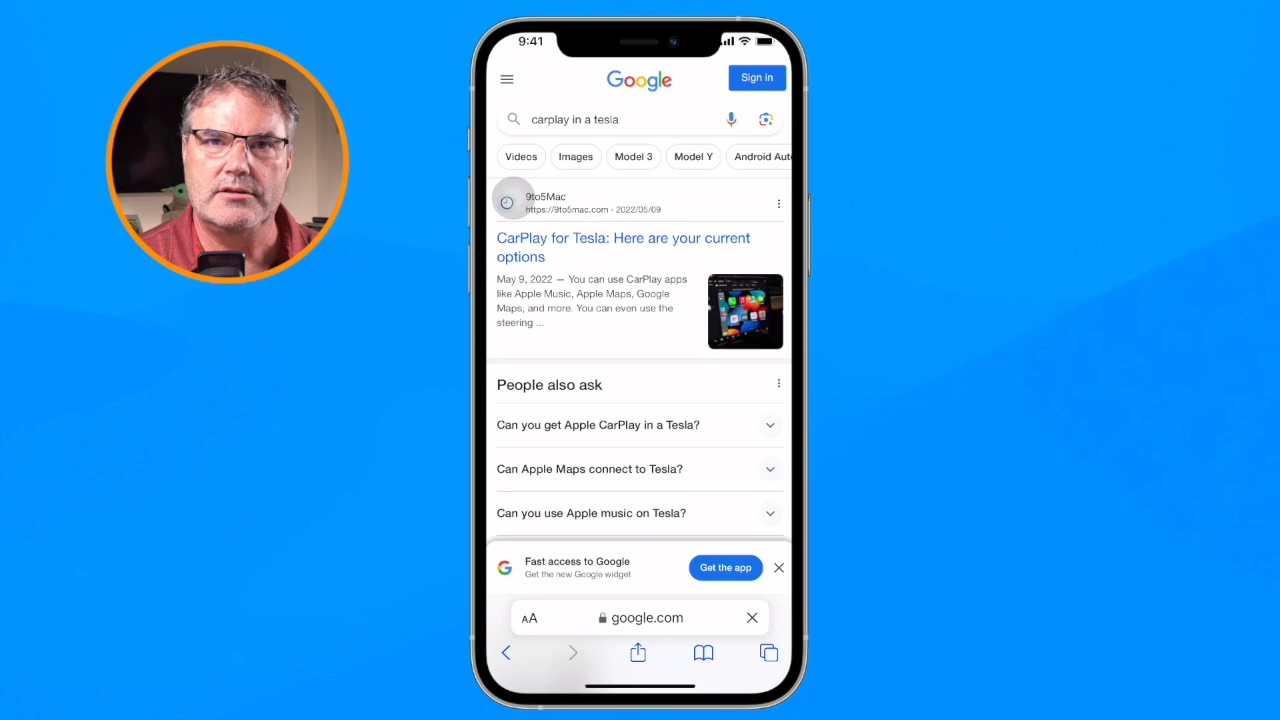 9:41
Google
Sign in
carplay in a tesla
Videos Images Model 3 Model Y Android Aut
9to5Mac
https://9to5mac.com › 2022/05/09
CarPlay for Tesla: Here are your current
options
May 9, 2022 — You can use CarPlay apps
like Apple Music, Apple Maps, Google
Maps, and more. You can even use the
steering ...
People also ask
Can you get Apple CarPlay in a Tesla?
Can Apple Maps connect to Tesla?
Can you use Apple music on Tesla?
Fast access to Google
Get the new Google widget
Get the app
AA google.com